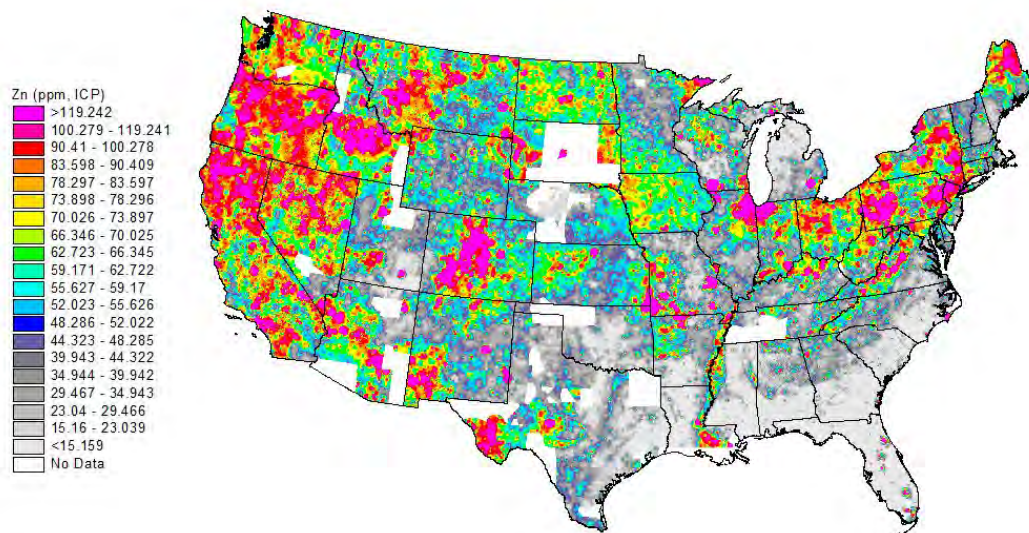 Zn (ppm, ICP)
>119.242
100.279 - 119.241
90.41 - 100.278
83.598 - 90.409
78.297 - 83.597
73.898 - 78.296
70.026 - 73.897
66.346 - 70.025
62.723 - 66.345
59.171 - 62.722
55.627 - 59.17
52.023 - 55.626
48.286 - 52.022
44.323 - 48.285
39.943 - 44.322
34.944 - 39.942
29.467 - 34.943
23.04 - 29.466
15.16 - 23.039
<15.159
No Data